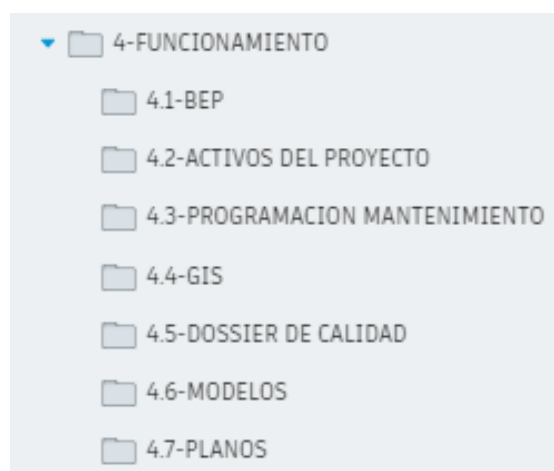 4-FUNCIONAMIENTO
4.1-BEP
4.2-ACTIVOS DEL PROYECTO
4.3-PROGRAMACION MANTENIMIENTO
4.4-GIS
4.5-DOSSIER DE CALIDAD
4.6-MODELOS
4.7-PLANOS